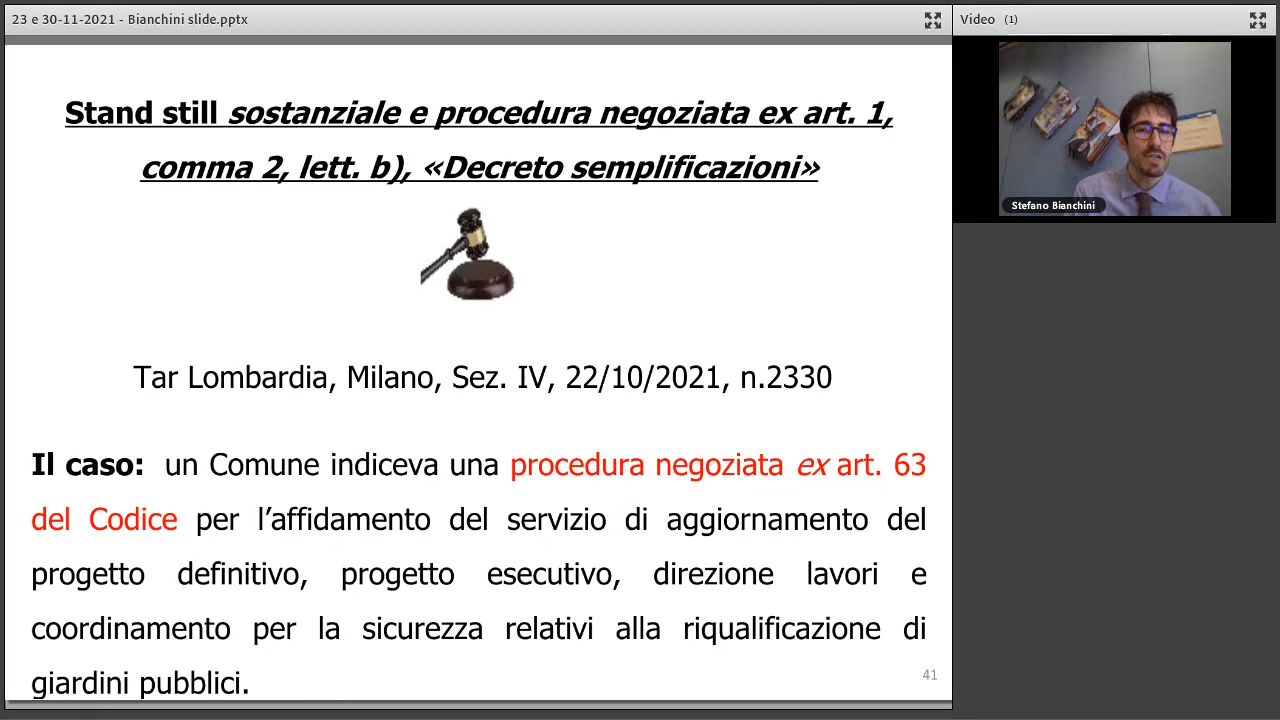 23 e 30-11-2021 - Bianchini slide.pptx
Video (1)
Stefano Bianchini
Stand still sostanziale e procedura negoziata ex art. 1,
comma 2, lett. b), «Decreto semplificazioni»
Tar Lombardia, Milano, Sez. IV, 22/10/2021, n.2330
Il caso: un Comune indiceva una procedura negoziata ex art. 63
del Codice per l’affidamento del servizio di aggiornamento del
progetto definitivo, progetto esecutivo, direzione lavori e
coordinamento per la sicurezza relativi alla riqualificazione di
giardini pubblici.
41